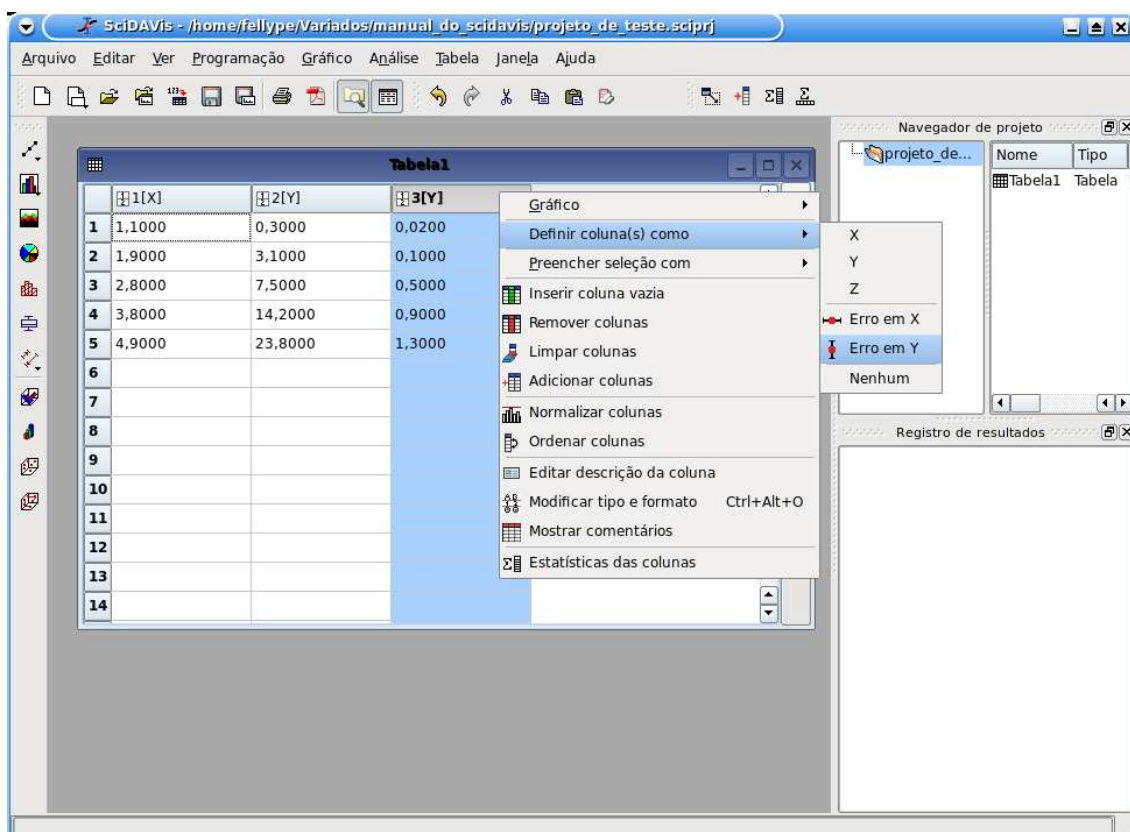 SciDAVis - /home/fellype/Variados/manual_do_scidavis/projeto_de_teste.sciprj
Arquivo Editar Ver Programação Gráfico Análise Tabela Janela Ajuda
Navegador de projeto
projeto_de...
Nome Tipo
Tabela1 Tabela
Tabela1
1[X] 2[Y] 3[Y]
1 1,1000 0,3000 0,0200
2 1,9000 3,1000 0,1000
3 2,8000 7,5000 0,5000
4 3,8000 14,2000 0,9000
5 4,9000 23,8000 1,3000
6
7
8
9
10
11
12
13
14
Gráfico
Definir coluna(s) como
Preencher seleção com
Inserir coluna vazia
Remover colunas
Limpar colunas
Adicionar colunas
Normalizar colunas
Ordenar colunas
Editar descrição da coluna
Modificar tipo e formato Ctrl+Alt+O
Mostrar comentários
Estatísticas das colunas
X
Y
Z
Erro em X
Erro em Y
Nenhum
Registro de resultados